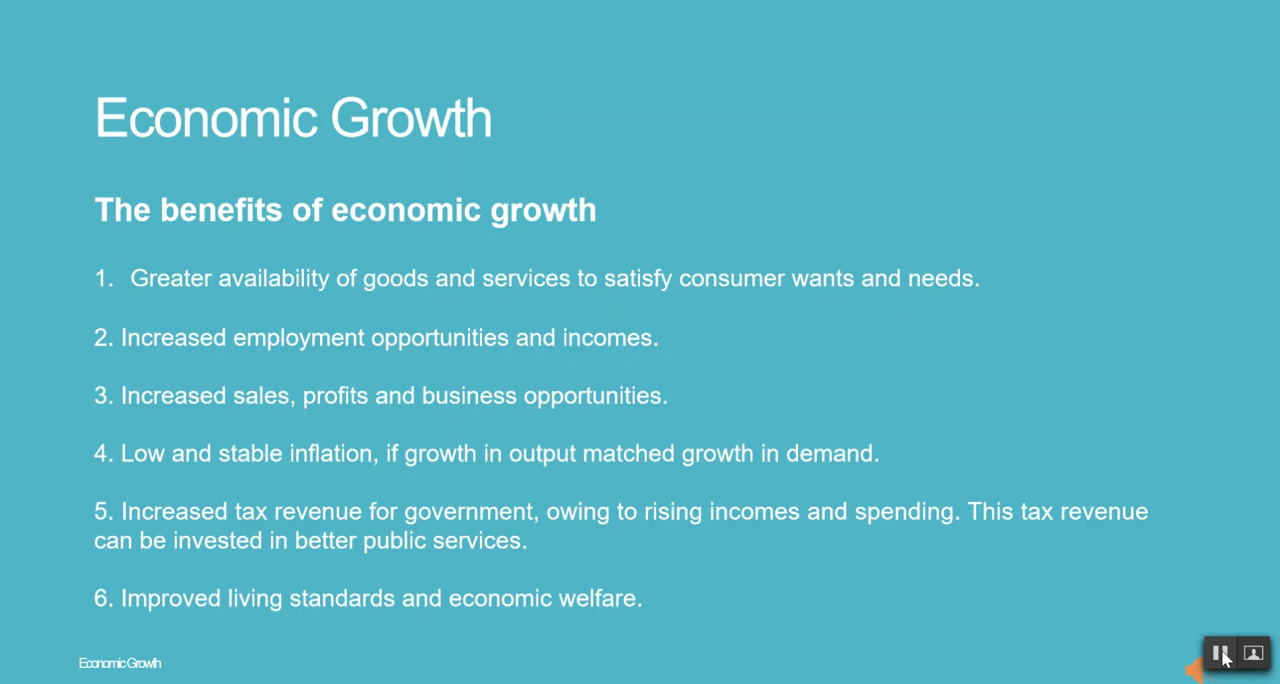 Economic Growth
The benefits of economic growth
1. Greater availability of goods and services to satisfy consumer wants and needs.
2. Increased employment opportunities and incomes.
3. Increased sales, profits and business opportunities.
4. Low and stable inflation, if growth in output matched growth in demand.
5. Increased tax revenue for government, owing to rising incomes and spending. This tax revenue
can be invested in better public services.
6. Improved living standards and economic welfare.
Economic Growth